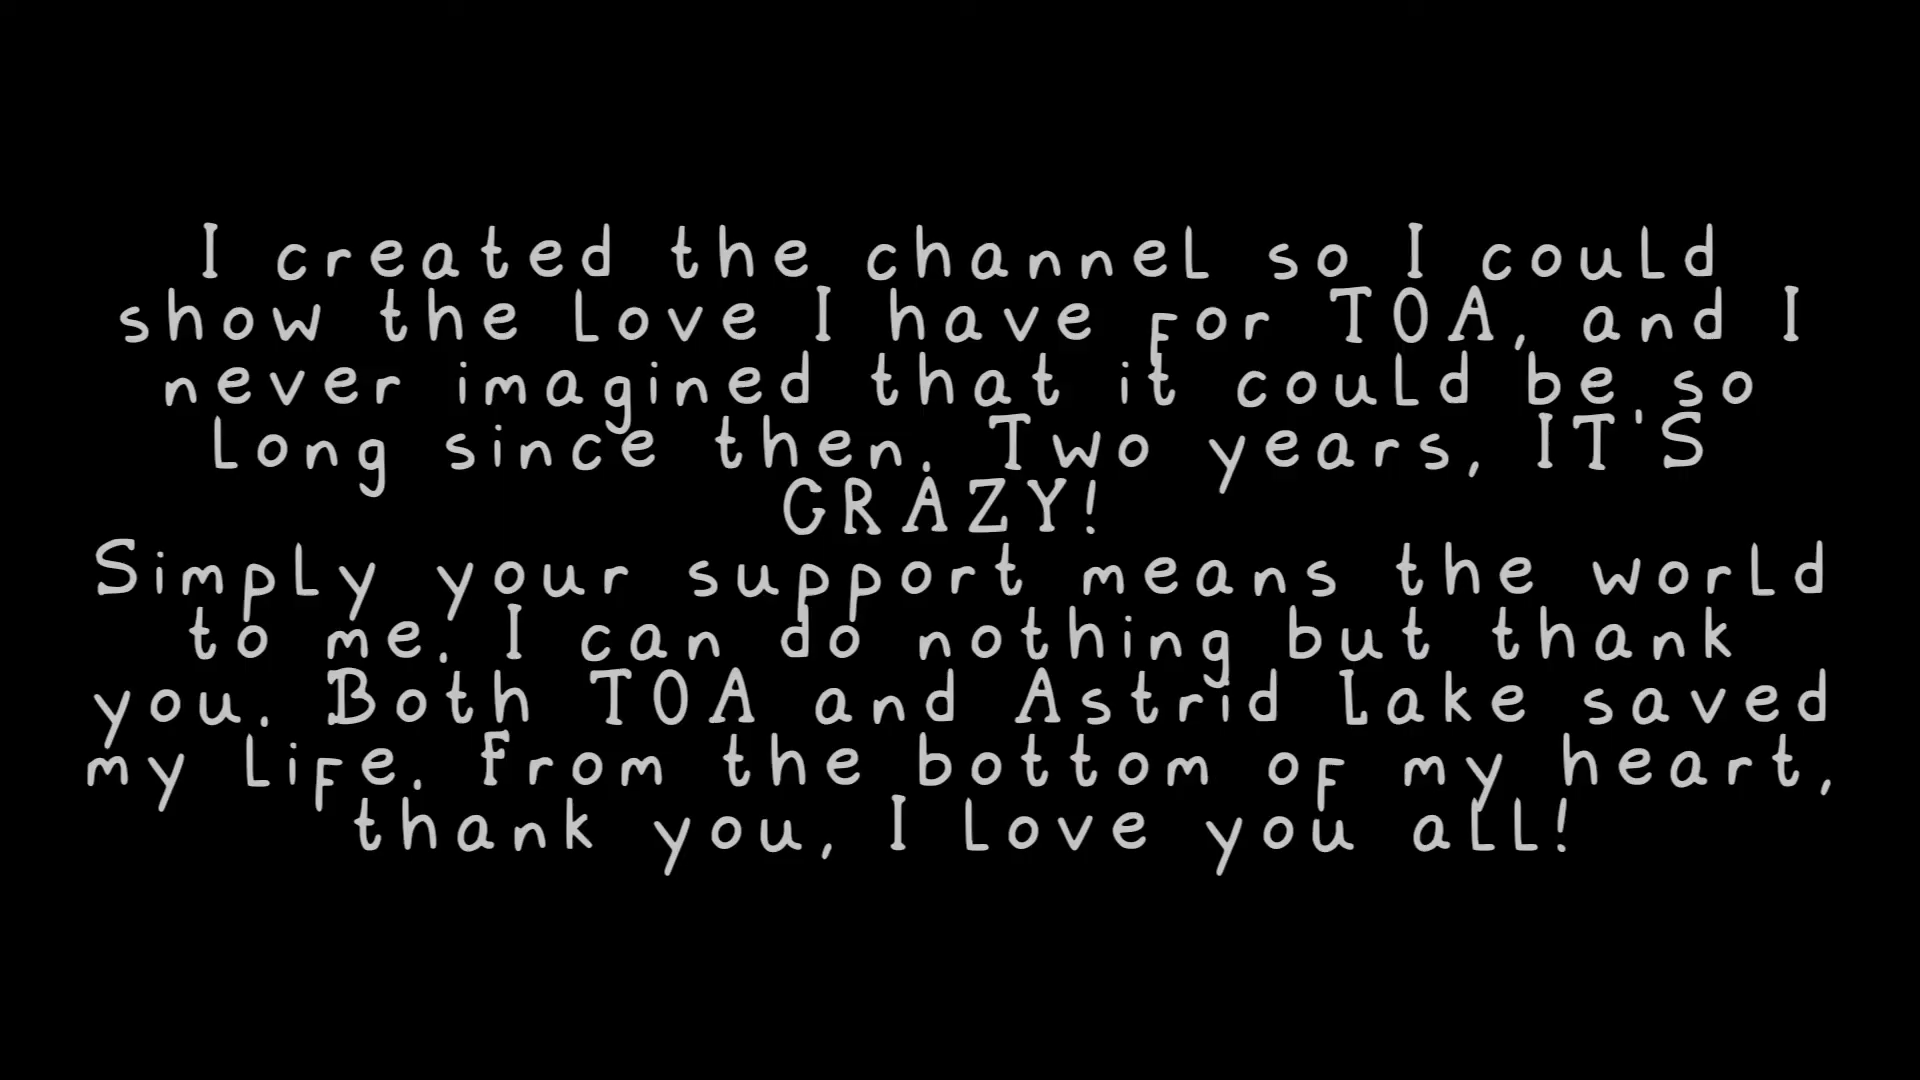 I created the channel so I could
show the love I have for TOA, and I
never imagined that it could be so
long since then. Two years, IT'S
CRAZY!
Simply your support means the world
to me. I can do nothing but thank
you. Both TOA and Astrid Lake saved
my life. From the bottom of my heart,
thank you, I love you all!